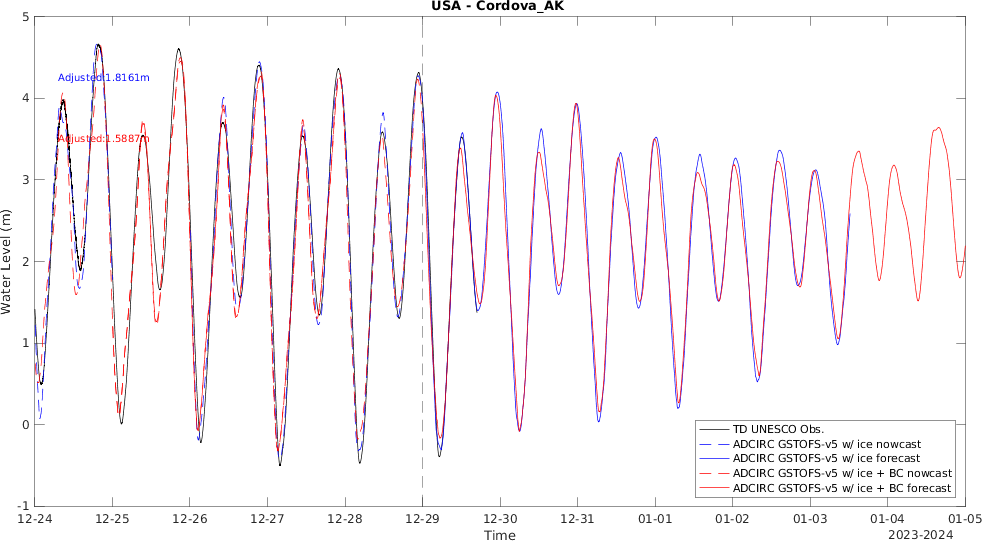 USA - Cordova_AK
Water Level (m)
5
4
3
2
1
0
-1
Adjusted:1.8161m
Adjusted:1.5887m
TD UNESCO Obs.
ADCIRC GSTOFS-v5 w/ ice nowcast
ADCIRC GSTOFS-v5 w/ ice forecast
ADCIRC GSTOFS-v5 w/ ice + BC nowcast
ADCIRC GSTOFS-v5 w/ ice + BC forecast
12-24 12-25 12-26 12-27 12-28 12-29 12-30 12-31 01-01 01-02 01-03 01-04 01-05
Time
2023-2024